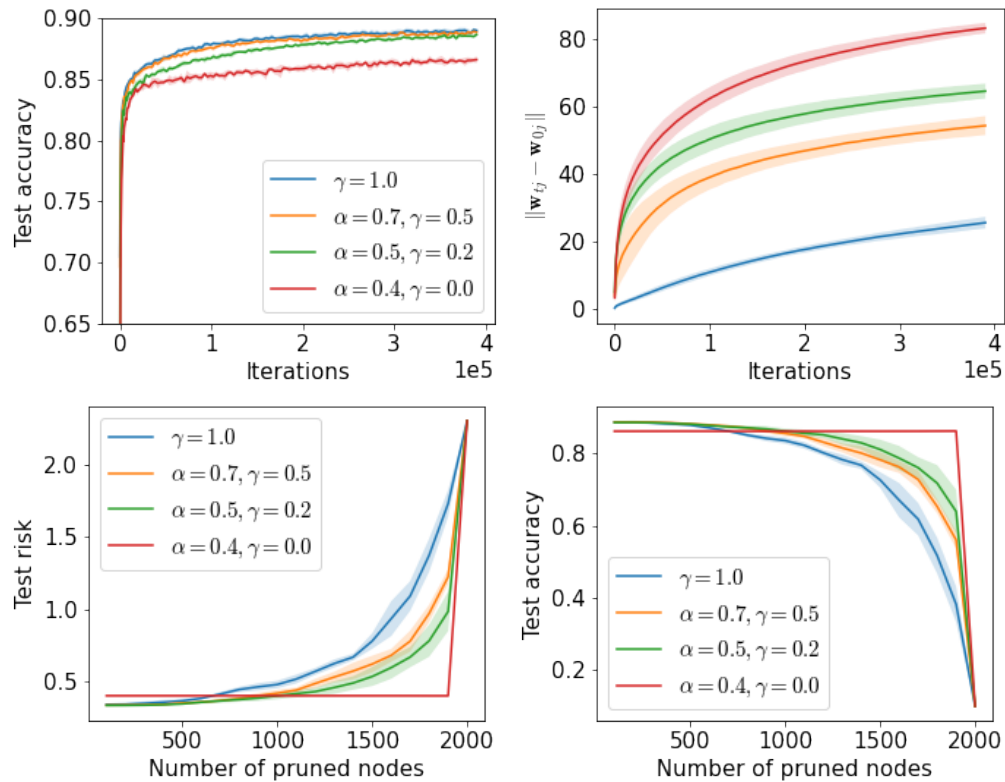 0.90
0.85
0.80
0.75
0.70
0.65
Test accuracy
γ = 1.0
α = 0.7, γ = 0.5
α = 0.5, γ = 0.2
α = 0.4, γ = 0.0
0 1 2 3 4
1e5
Iterations
80
60
40
20
0
‖w_{tj} − w_{0j}‖
0 1 2 3 4
1e5
Iterations
2.0
1.5
1.0
0.5
Test risk
γ = 1.0
α = 0.7, γ = 0.5
α = 0.5, γ = 0.2
α = 0.4, γ = 0.0
500 1000 1500 2000
Number of pruned nodes
0.8
0.6
0.4
0.2
Test accuracy
γ = 1.0
α = 0.7, γ = 0.5
α = 0.5, γ = 0.2
α = 0.4, γ = 0.0
500 1000 1500 2000
Number of pruned nodes